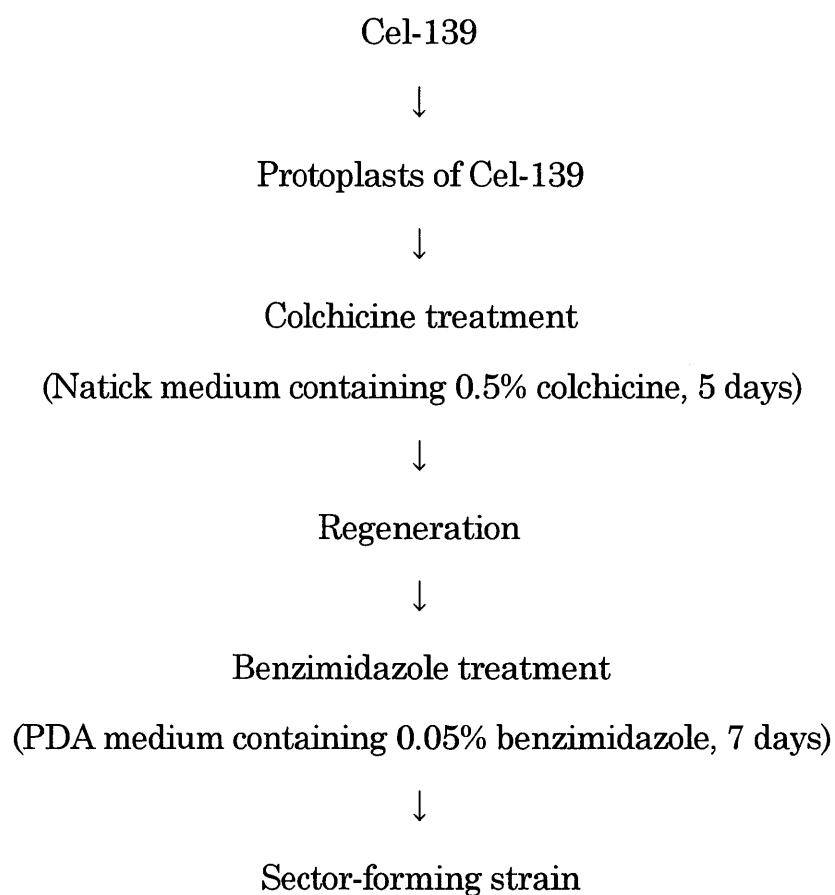 Cel-139
↓
Protoplasts of Cel-139
↓
Colchicine treatment
(Natick medium containing 0.5% colchicine, 5 days)
↓
Regeneration
↓
Benzimidazole treatment
(PDA medium containing 0.05% benzimidazole, 7 days)
↓
Sector-forming strain